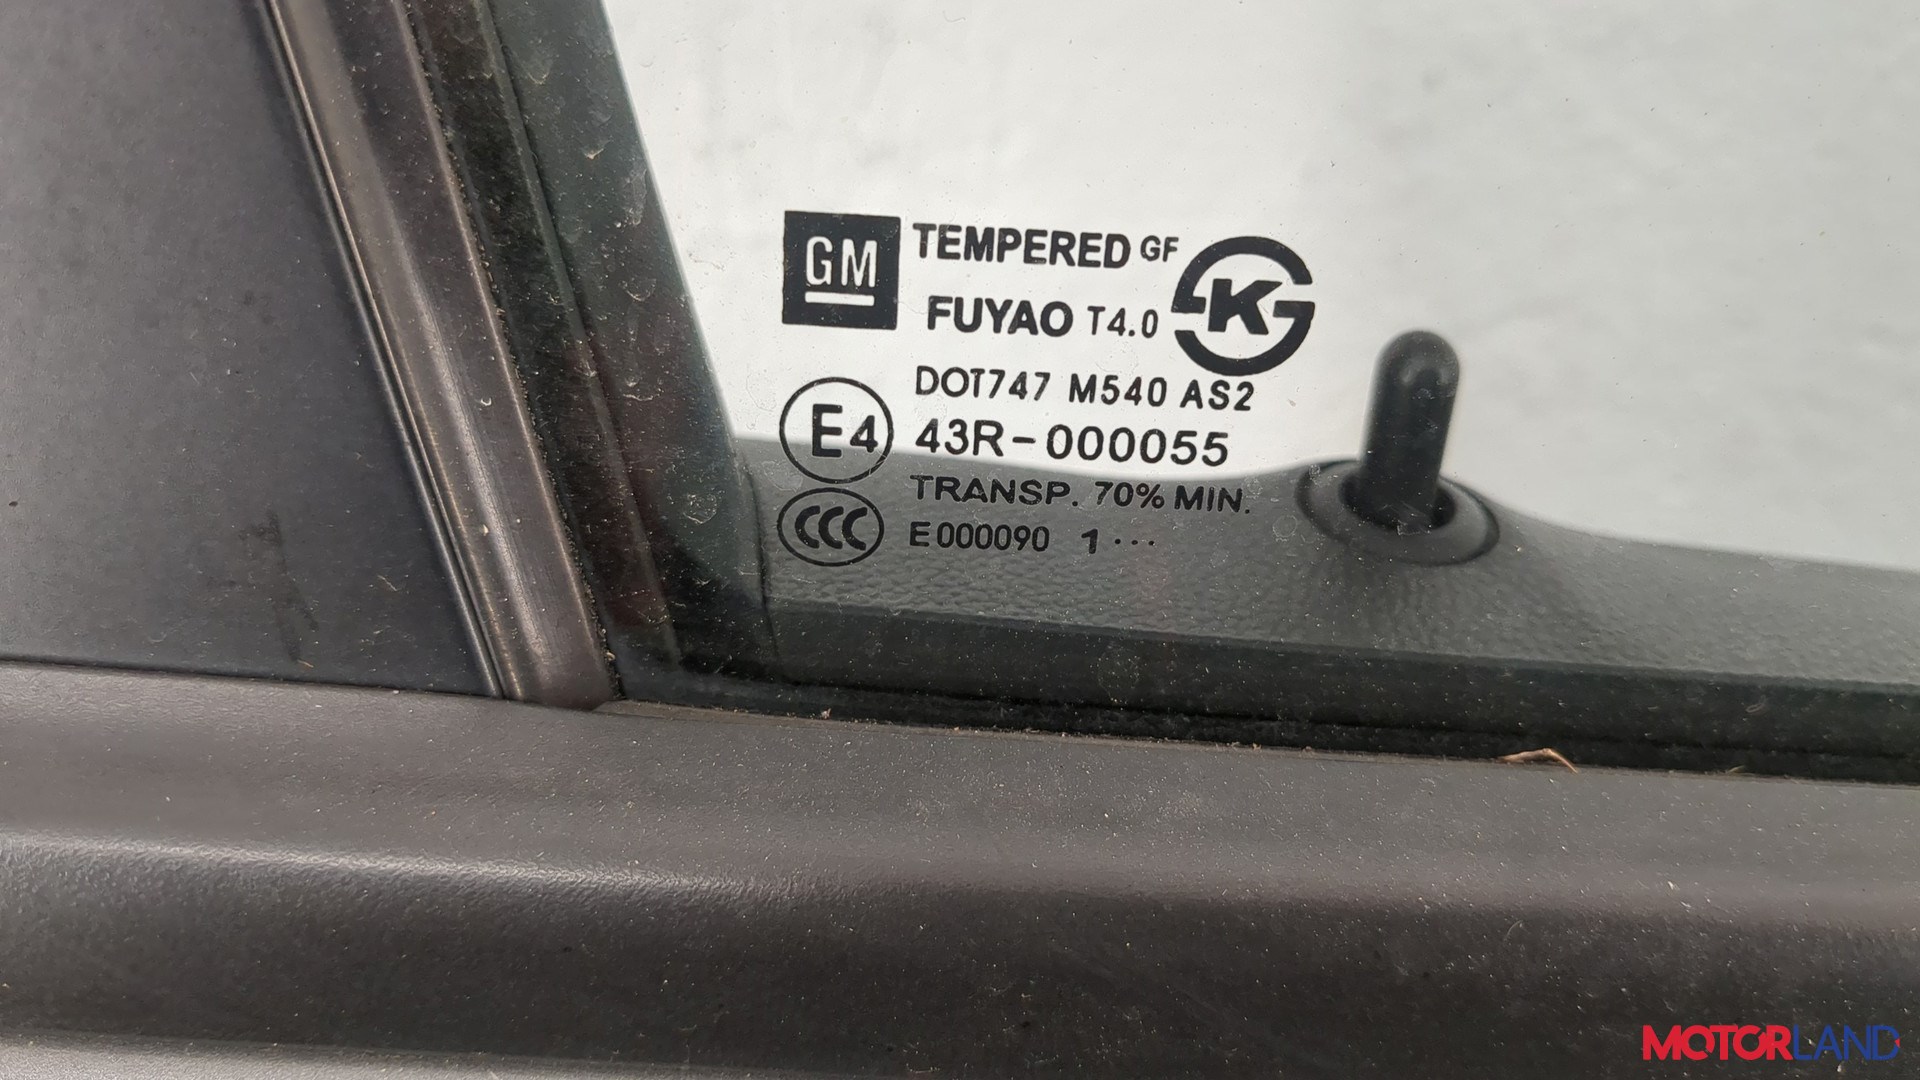 GM TEMPERED GF
FUYAO T4.0 K
DOT747 M540 AS2
E4 43R-000055
TRANSP. 70% MIN.
CCC E000090 1···
MOTORLAND